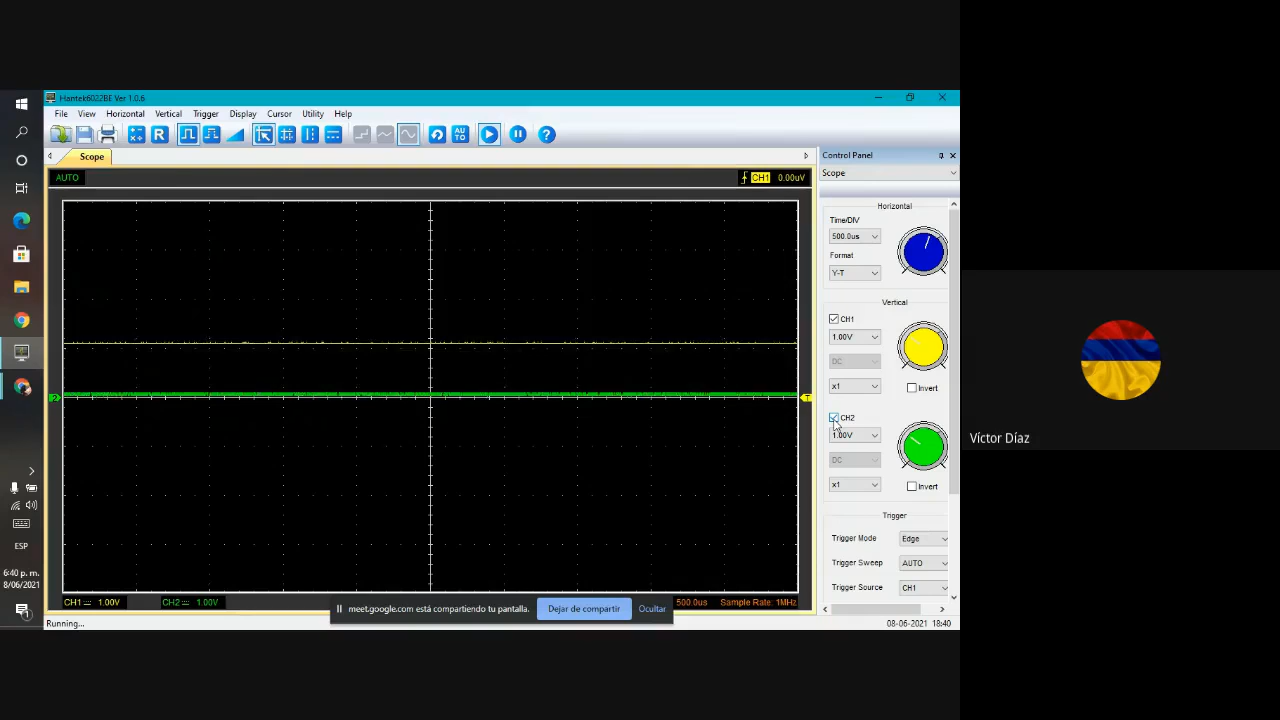 Hantek6022BE Ver 1.0.6
File View Horizontal Vertical Trigger Display Cursor Utility Help
R AUTO ?
Scope
Control Panel
Scope
AUTO
CH1 0.00uV
Horizontal
Time/DIV
500.0us
Format
Y-T
Vertical
CH1
1.00V
DC
x1
Invert
2
T
CH2
1.00V
DC
x1
Invert
Trigger
Trigger Mode Edge
Trigger Sweep AUTO
Trigger Source CH1
CH1 1.00V
CH2 1.00V
500.0us Sample Rate: 1MHz
meet.google.com está compartiendo tu pantalla.
Dejar de compartir
Ocultar
Running...
08-06-2021 18:40
ESP
6:40 p. m.
8/06/2021
Víctor Díaz